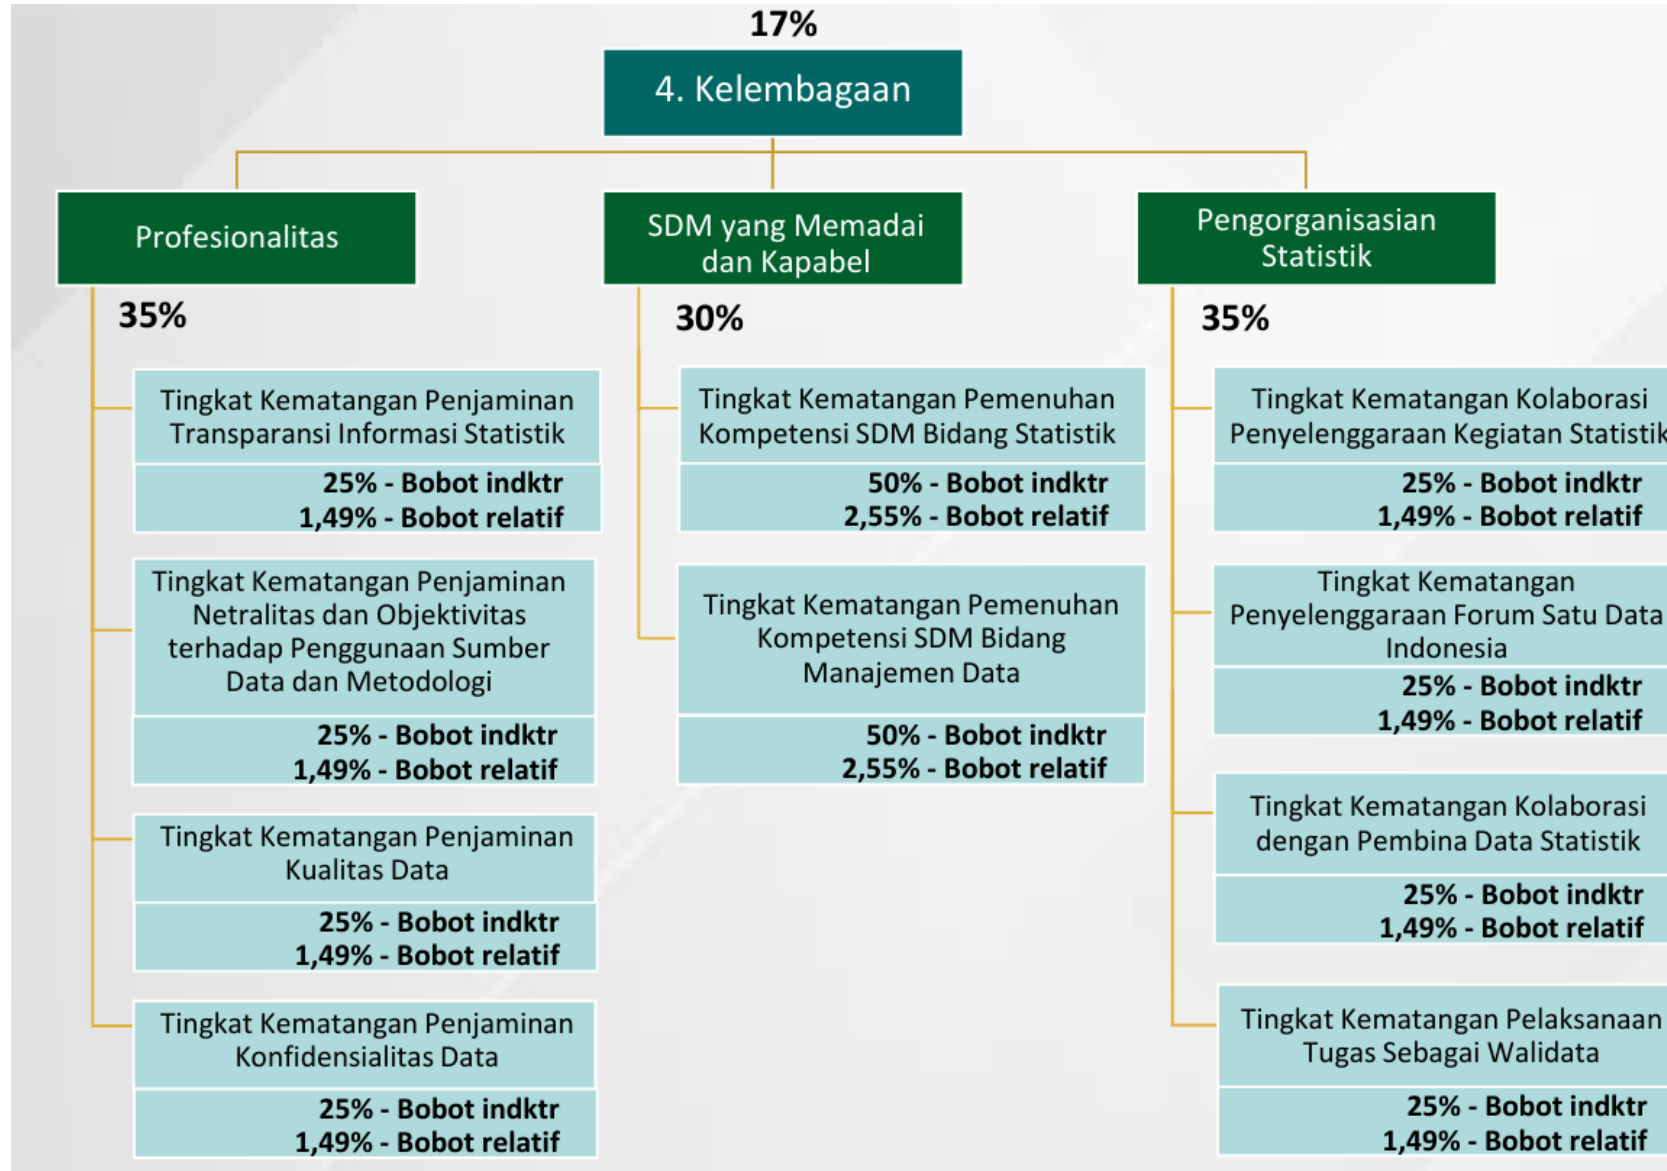 17%
4. Kelembagaan
Profesionalitas
35%
Tingkat Kematangan Penjaminan
Transparansi Informasi Statistik
25% - Bobot indktr
1,49% - Bobot relatif
Tingkat Kematangan Penjaminan
Netralitas dan Objektivitas
terhadap Penggunaan Sumber
Data dan Metodologi
25% - Bobot indktr
1,49% - Bobot relatif
Tingkat Kematangan Penjaminan
Kualitas Data
25% - Bobot indktr
1,49% - Bobot relatif
Tingkat Kematangan Penjaminan
Konfidensialitas Data
25% - Bobot indktr
1,49% - Bobot relatif
SDM yang Memadai
dan Kapabel
30%
Tingkat Kematangan Pemenuhan
Kompetensi SDM Bidang Statistik
50% - Bobot indktr
2,55% - Bobot relatif
Tingkat Kematangan Pemenuhan
Kompetensi SDM Bidang
Manajemen Data
50% - Bobot indktr
2,55% - Bobot relatif
Pengorganisasian
Statistik
35%
Tingkat Kematangan Kolaborasi
Penyelenggaraan Kegiatan Statistik
25% - Bobot indktr
1,49% - Bobot relatif
Tingkat Kematangan
Penyelenggaraan Forum Satu Data
Indonesia
25% - Bobot indktr
1,49% - Bobot relatif
Tingkat Kematangan Kolaborasi
dengan Pembina Data Statistik
25% - Bobot indktr
1,49% - Bobot relatif
Tingkat Kematangan Pelaksanaan
Tugas Sebagai Walidata
25% - Bobot indktr
1,49% - Bobot relatif